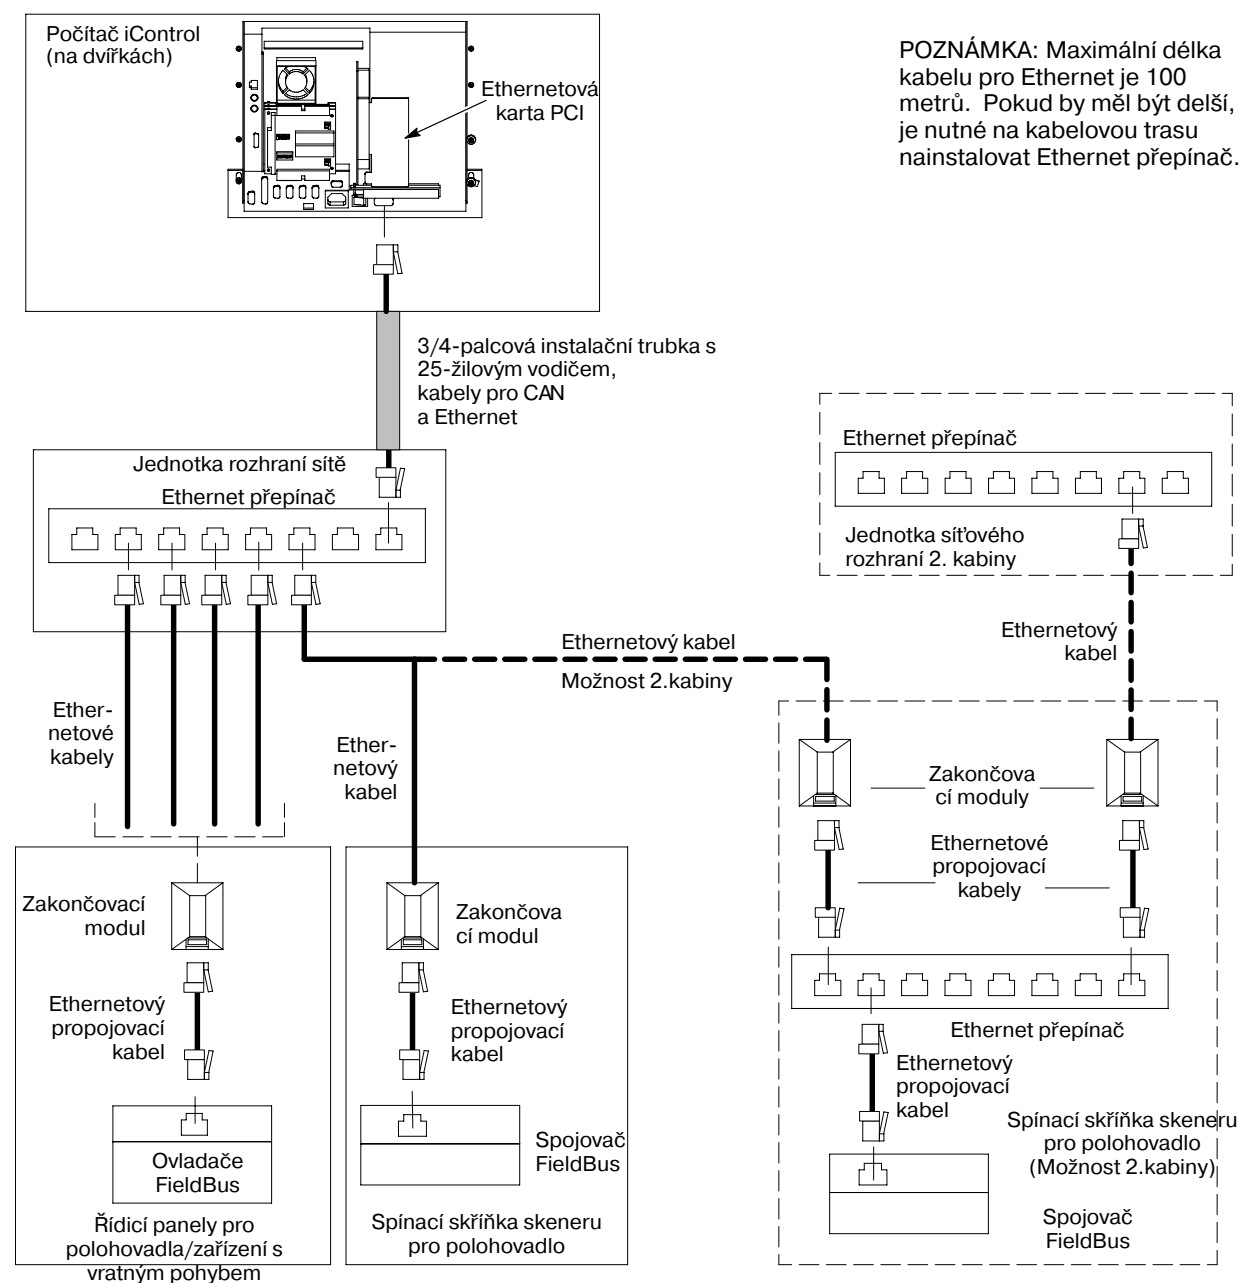 Počítač iControl
(na dvířkách)
Ethernetová
karta PCI
POZNÁMKA: Maximální délka
kabelu pro Ethernet je 100
metrů. Pokud by měl být delší,
je nutné na kabelovou trasu
nainstalovat Ethernet přepínač.
3/4-palcová instalační trubka s
25-žilovým vodičem,
kabely pro CAN
a Ethernet
Jednotka rozhraní sítě
Ethernet přepínač
Ethernet přepínač
Jednotka síťového
rozhraní 2. kabiny
Ethernetový kabel
Možnost 2.kabiny
Ethernetový
kabel
Ether-
netové
kabely
Ether-
netový
kabel
Zakončova
cí moduly
Ethernetové
propojovací
kabely
Zakončovací
modul
Zakončova
cí modul
Ethernetový
propojovací
kabel
Ethernetový
propojovací
kabel
Ethernet přepínač
Ethernetový
propojovací
kabel
Ovladače
FieldBus
Spojovač
FieldBus
Spínací skříňka skeneru
pro polohovadlo
(Možnost 2.kabiny)
Spojovač
FieldBus
Řídicí panely pro
polohovadla/zařízení s
vratným pohybem
Spínací skříňka skeneru
pro polohovadlo